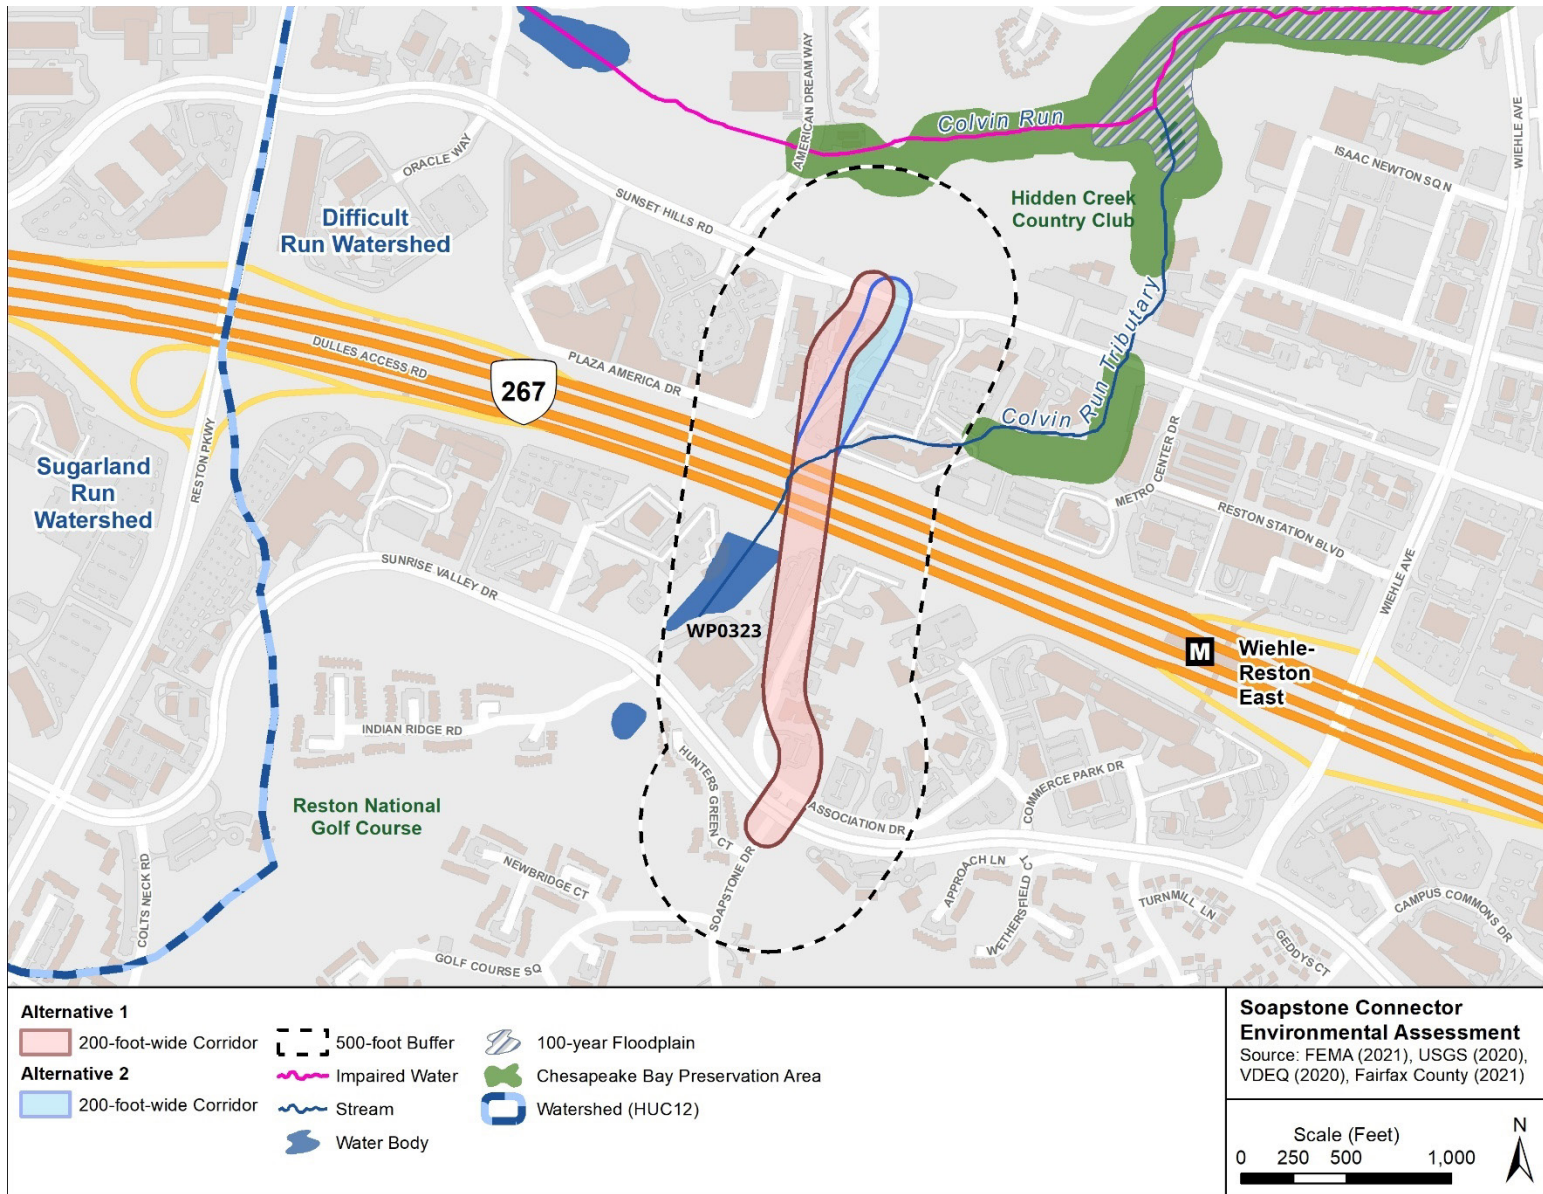 AMERICAN DREAM WAY
WIEHLE AVE
Colvin Run
ORACLE WAY
ISAAC NEWTON SQ N
SUNSET HILLS RD
Hidden Creek
Country Club
Difficult
Run Watershed
DULLES ACCESS RD
267
PLAZA AMERICA DR
Colvin Run Tributary
RESTON PKWY
Sugarland
Run
Watershed
METRO CENTER DR
RESTON STATION BLVD
SUNRISE VALLEY DR
WIEHLE AVE
WP0323
M
Wiehle-
Reston
East
INDIAN RIDGE RD
HUNTERS GREEN CT
COMMERCE PARK DR
Reston National
Golf Course
ASSOCIATION DR
NEWBRIDGE CT
SOAPSTONE DR
APPROACH LN
WETHERSFIELD CT
TURNMILL LN
CAMPUS COMMONS DR
COLTS NECK RD
GOLF COURSE SQ
GEDDYS CT
Alternative 1
200-foot-wide Corridor
Alternative 2
200-foot-wide Corridor
500-foot Buffer
Impaired Water
Stream
Water Body
100-year Floodplain
Chesapeake Bay Preservation Area
Watershed (HUC12)
Soapstone Connector
Environmental Assessment
Source: FEMA (2021), USGS (2020),
VDEQ (2020), Fairfax County (2021)
Scale (Feet)
0 250 500 1,000
N